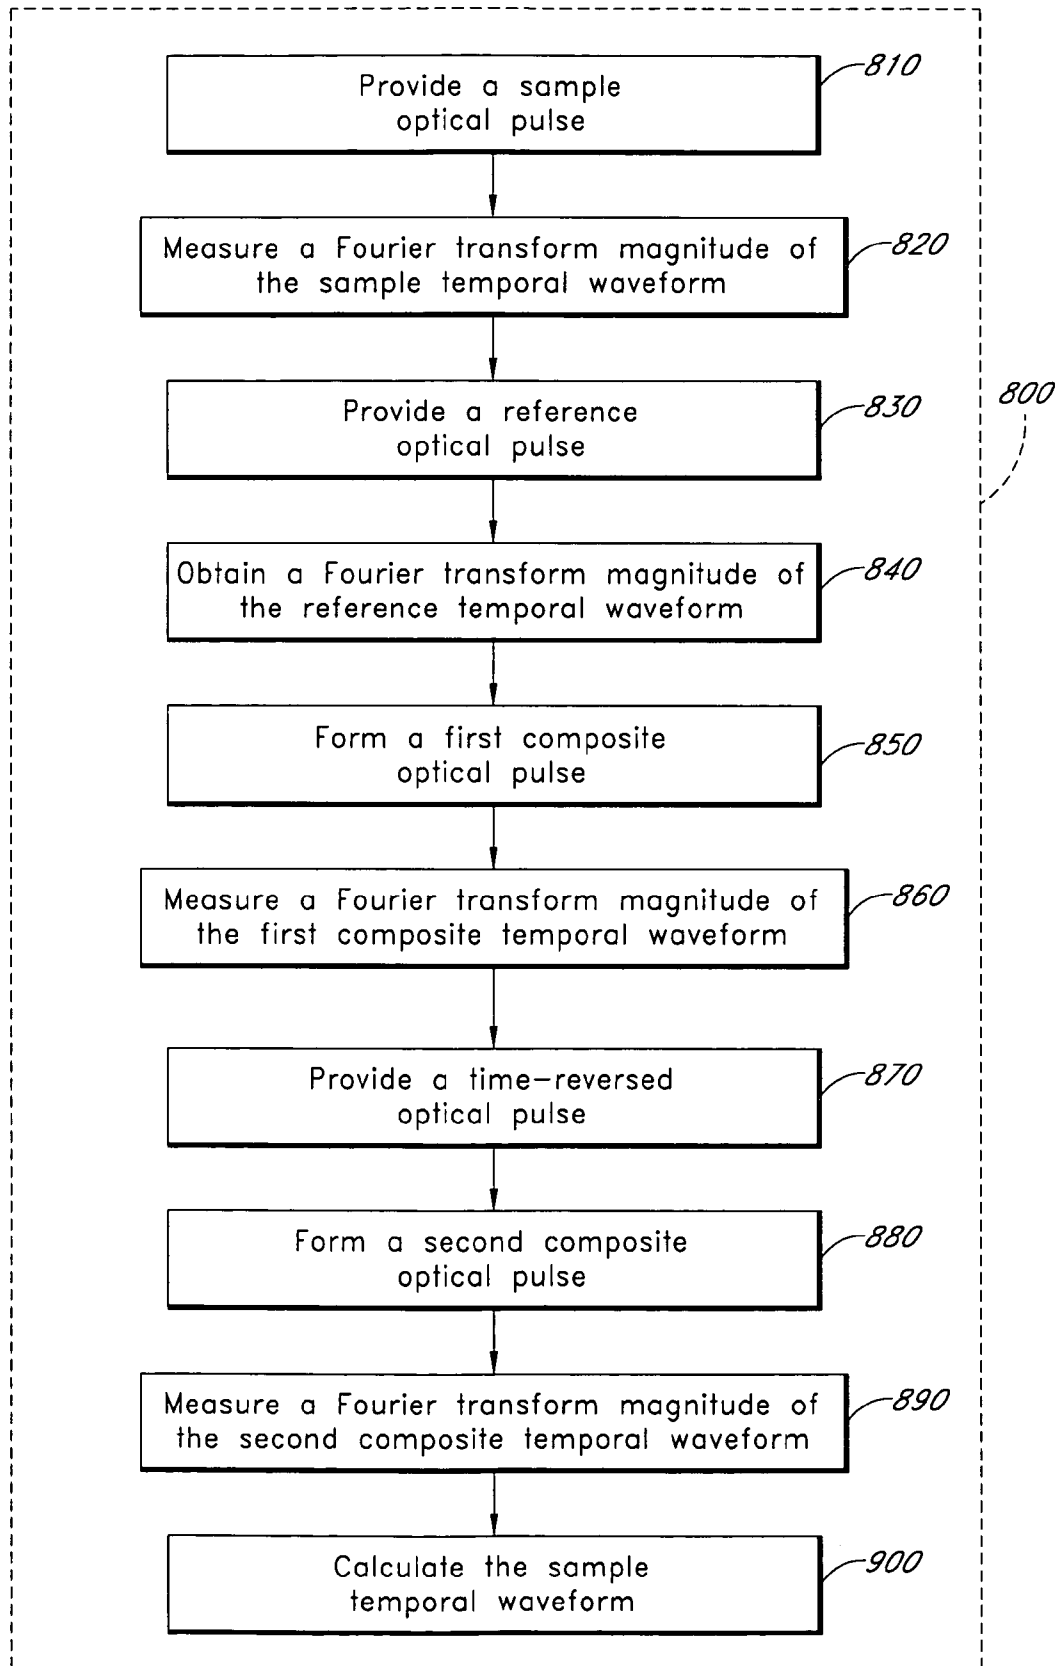 Provide a sample
optical pulse
810
Measure a Fourier transform magnitude of
the sample temporal waveform
820
Provide a reference
optical pulse
830
800
Obtain a Fourier transform magnitude of
the reference temporal waveform
840
Form a first composite
optical pulse
850
Measure a Fourier transform magnitude of
the first composite temporal waveform
860
Provide a time-reversed
optical pulse
870
Form a second composite
optical pulse
880
Measure a Fourier transform magnitude of
the second composite temporal waveform
890
Calculate the sample
temporal waveform
900